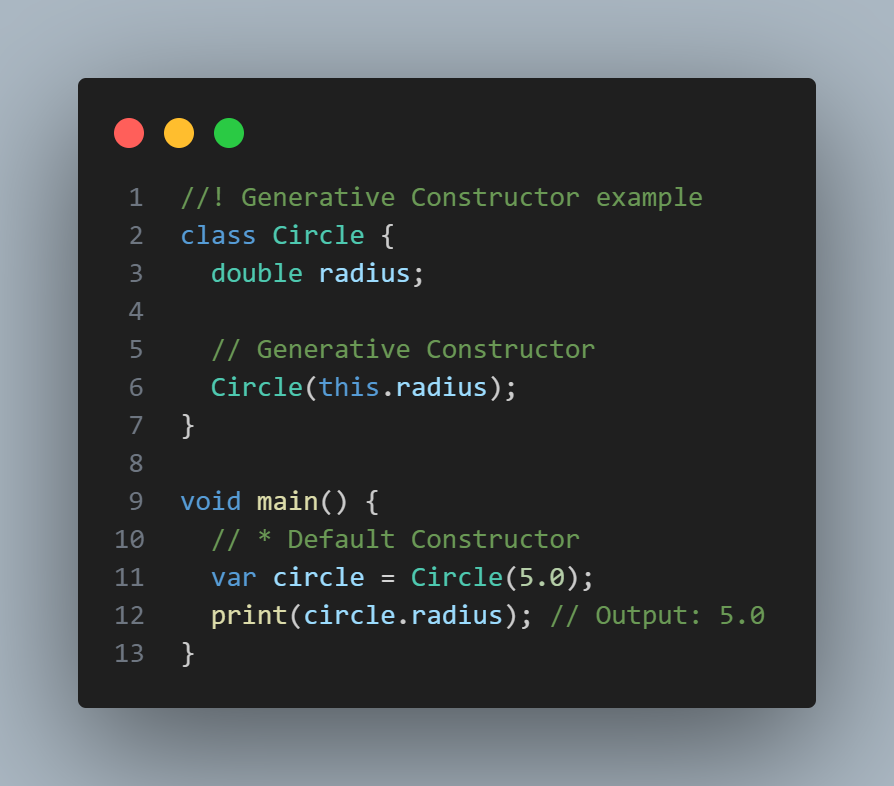 1 //! Generative Constructor example
2 class Circle {
3   double radius;
4
5   // Generative Constructor
6   Circle(this.radius);
7 }
8
9 void main() {
10   // * Default Constructor
11   var circle = Circle(5.0);
12   print(circle.radius); // Output: 5.0
13 }